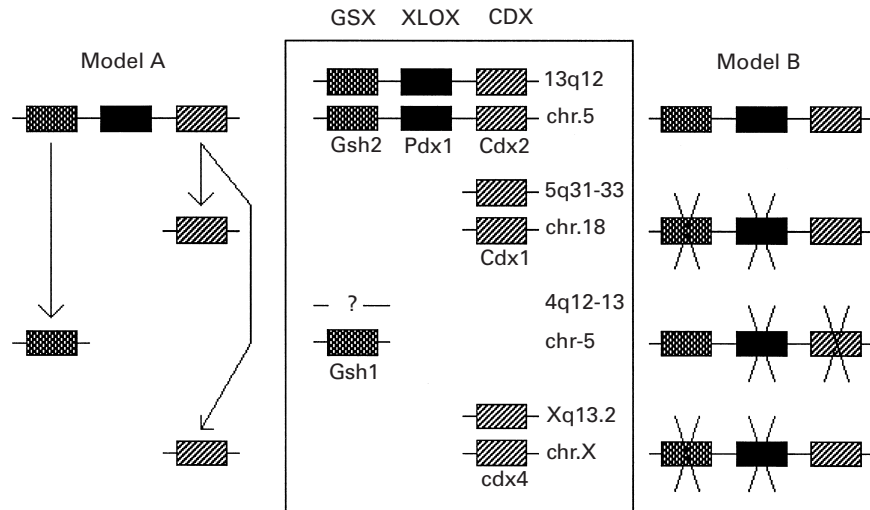 GSX XLOX CDX
Model A
Model B
13q12
chr.5
Gsh2 Pdx1 Cdx2
5q31-33
chr.18
Cdx1
? 4q12-13
chr-5
Gsh1
Xq13.2
chr.X
cdx4